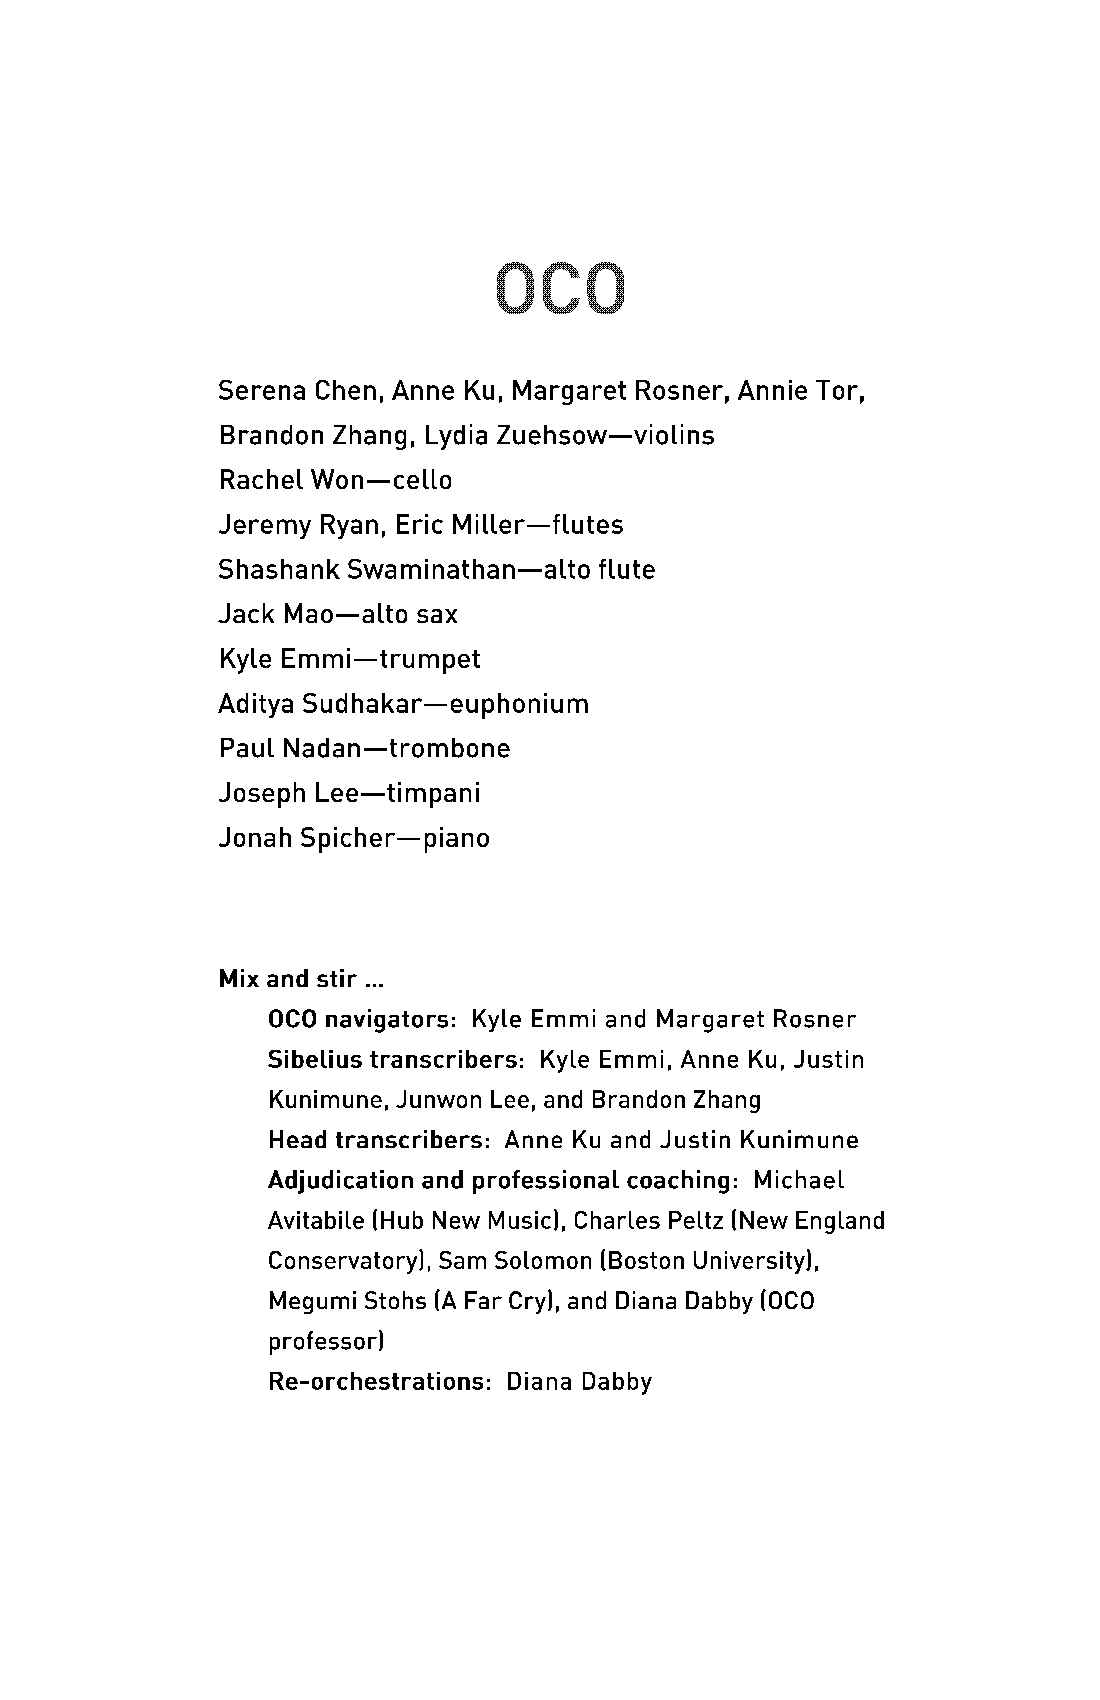 OCO
Serena Chen, Anne Ku, Margaret Rosner, Annie Tor,
Brandon Zhang, Lydia Zuehsow—violins
Rachel Won—cello
Jeremy Ryan, Eric Miller—flutes
Shashank Swaminathan—alto flute
Jack Mao—alto sax
Kyle Emmi—trumpet
Aditya Sudhakar—euphonium
Paul Nadan—trombone
Joseph Lee—timpani
Jonah Spicher—piano
Mix and stir ...
OCO navigators:  Kyle Emmi and Margaret Rosner
Sibelius transcribers:  Kyle Emmi, Anne Ku, Justin
Kunimune, Junwon Lee, and Brandon Zhang
Head transcribers:  Anne Ku and Justin Kunimune
Adjudication and professional coaching:  Michael
Avitabile (Hub New Music), Charles Peltz (New England
Conservatory), Sam Solomon (Boston University),
Megumi Stohs (A Far Cry), and Diana Dabby (OCO
professor)
Re-orchestrations:  Diana Dabby